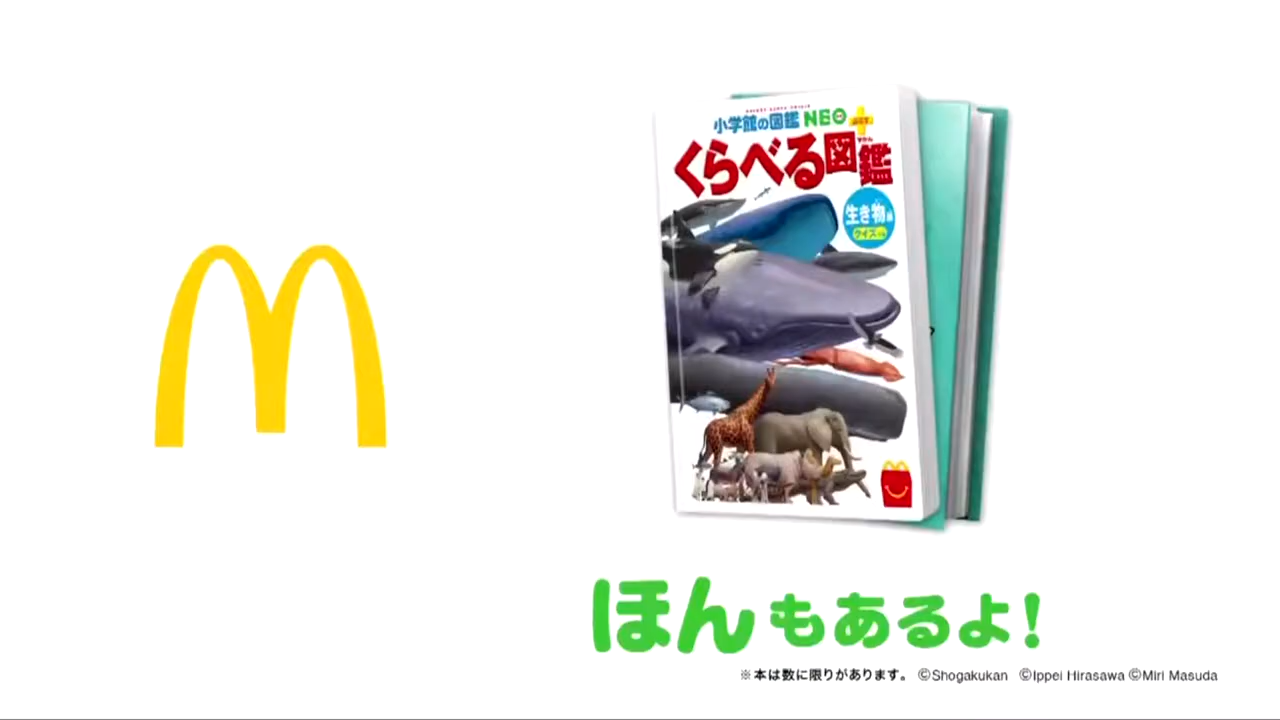 小学館の図鑑 NEO
くらべる図鑑
生き物編
クイズ
ほんもあるよ!
※本は数に限りがあります。 ©Shogakukan ©Ippei Hirasawa ©Miri Masuda